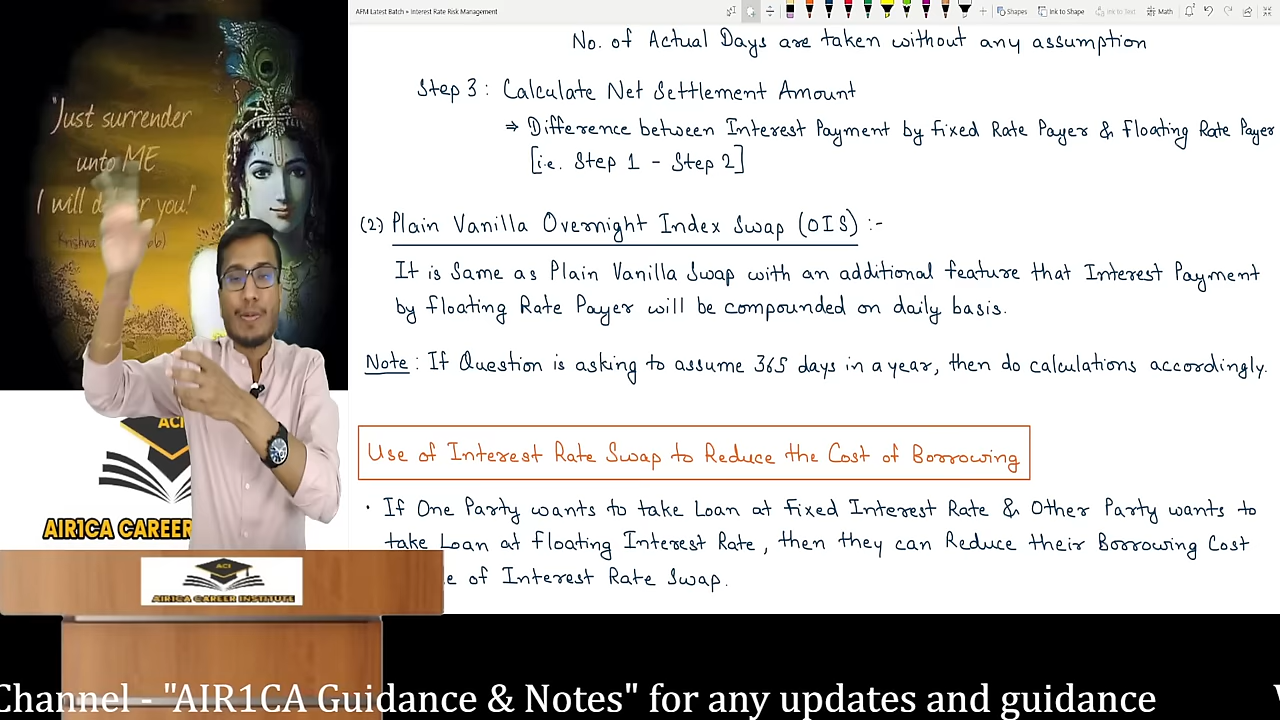 AFM Latest Batch » Interest Rate Risk Management
Shapes
Ink to Shape
Ink to Text
Math
No. of Actual Days are taken without any assumption
Step 3 : Calculate Net Settlement Amount
⇒ Difference between Interest Payment by Fixed Rate Payer & Floating Rate Payer
[i.e. Step 1 - Step 2]
(2) Plain Vanilla Overnight Index Swap (OIS) :-
It is Same as Plain Vanilla Swap with an additional feature that Interest Payment
by Floating Rate Payer will be compounded on daily basis.
Note : If Question is asking to assume 365 days in a year, then do calculations accordingly.
Use of Interest Rate Swap to Reduce the Cost of Borrowing
· If One Party wants to take Loan at Fixed Interest Rate & Other Party wants to
take Loan at Floating Interest Rate, then they can Reduce their Borrowing Cost
of Interest Rate Swap.
"Just surrender
unto ME
I will you!"
Krishna
ACI
AIR1CA CAREER
ACI
AIR1CA CAREER INSTITUTE
Channel - "AIR1CA Guidance & Notes" for any updates and guidance